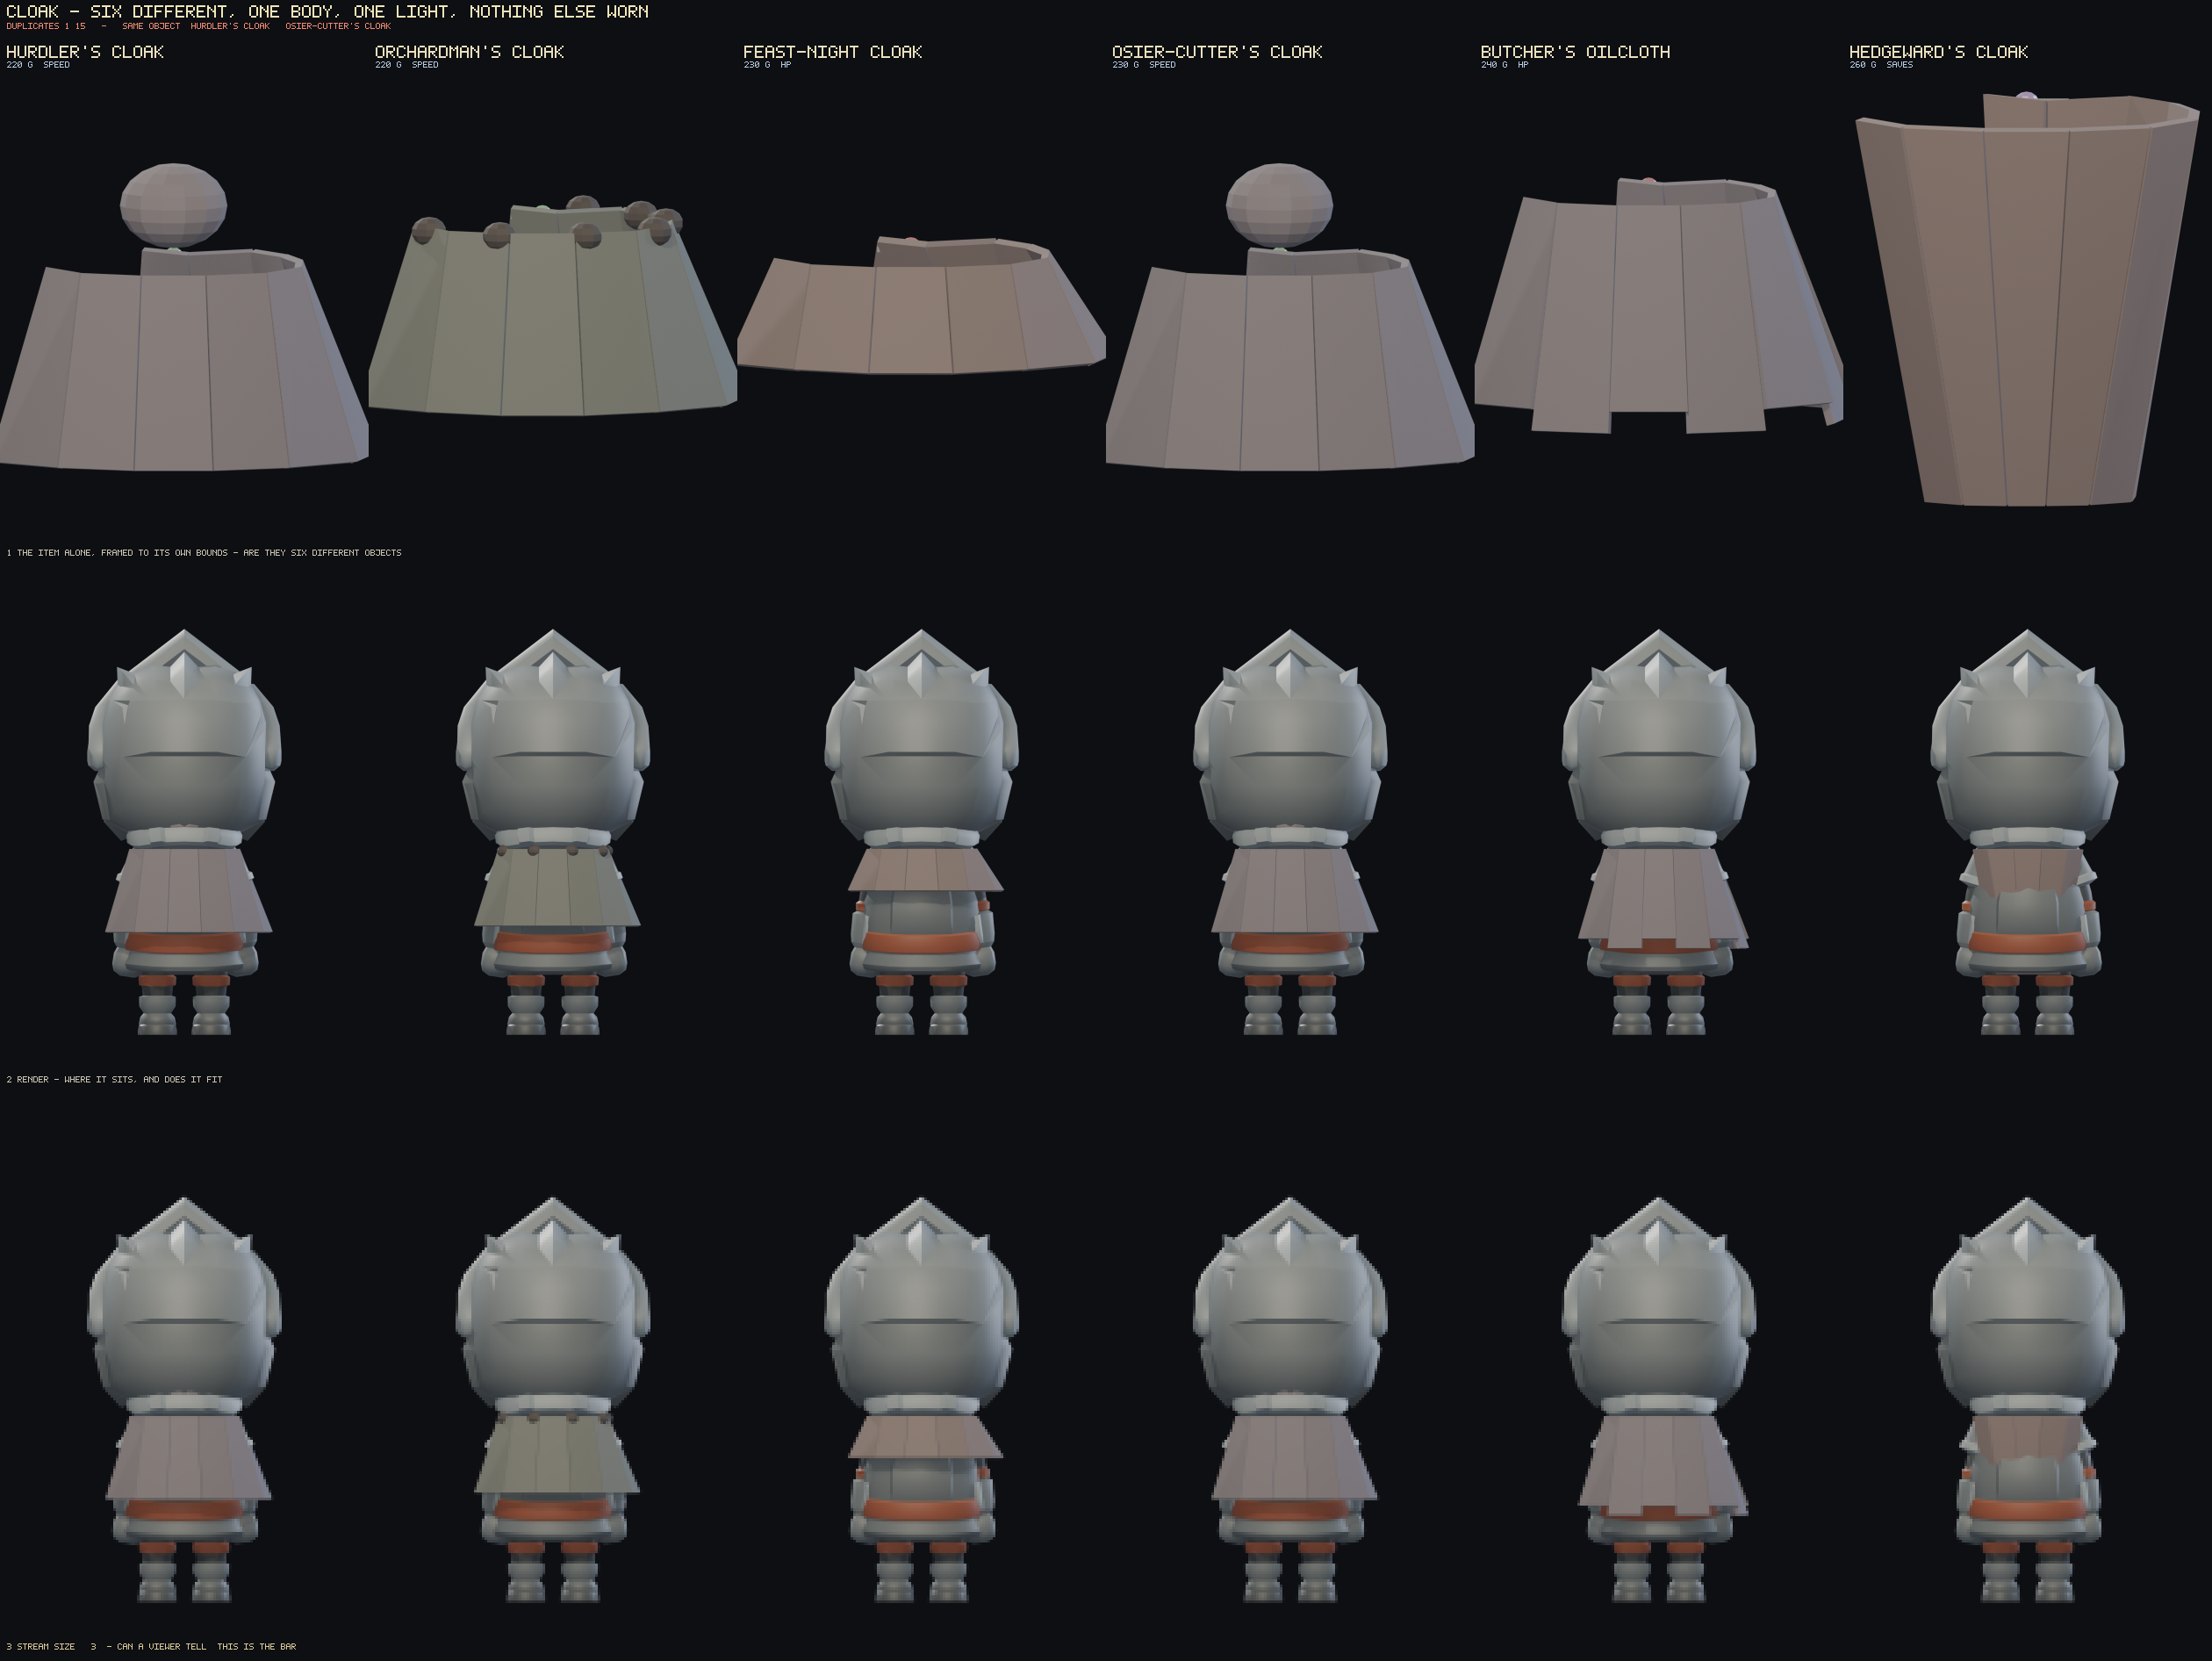 CLOAK - SIX DIFFERENT, ONE BODY, ONE LIGHT, NOTHING ELSE WORN
DUPLICATES 1 15 - SAME OBJECT HURDLER'S CLOAK OSIER-CUTTER'S CLOAK
HURDLER'S CLOAK
220 G SPEED
ORCHARDMAN'S CLOAK
220 G SPEED
FEAST-NIGHT CLOAK
230 G HP
OSIER-CUTTER'S CLOAK
230 G SPEED
BUTCHER'S OILCLOTH
240 G HP
HEDGEWARD'S CLOAK
260 G SAVES
1 THE ITEM ALONE, FRAMED TO ITS OWN BOUNDS - ARE THEY SIX DIFFERENT OBJECTS
2 RENDER - WHERE IT SITS, AND DOES IT FIT
3 STREAM SIZE 3 - CAN A VIEWER TELL THIS IS THE BAR